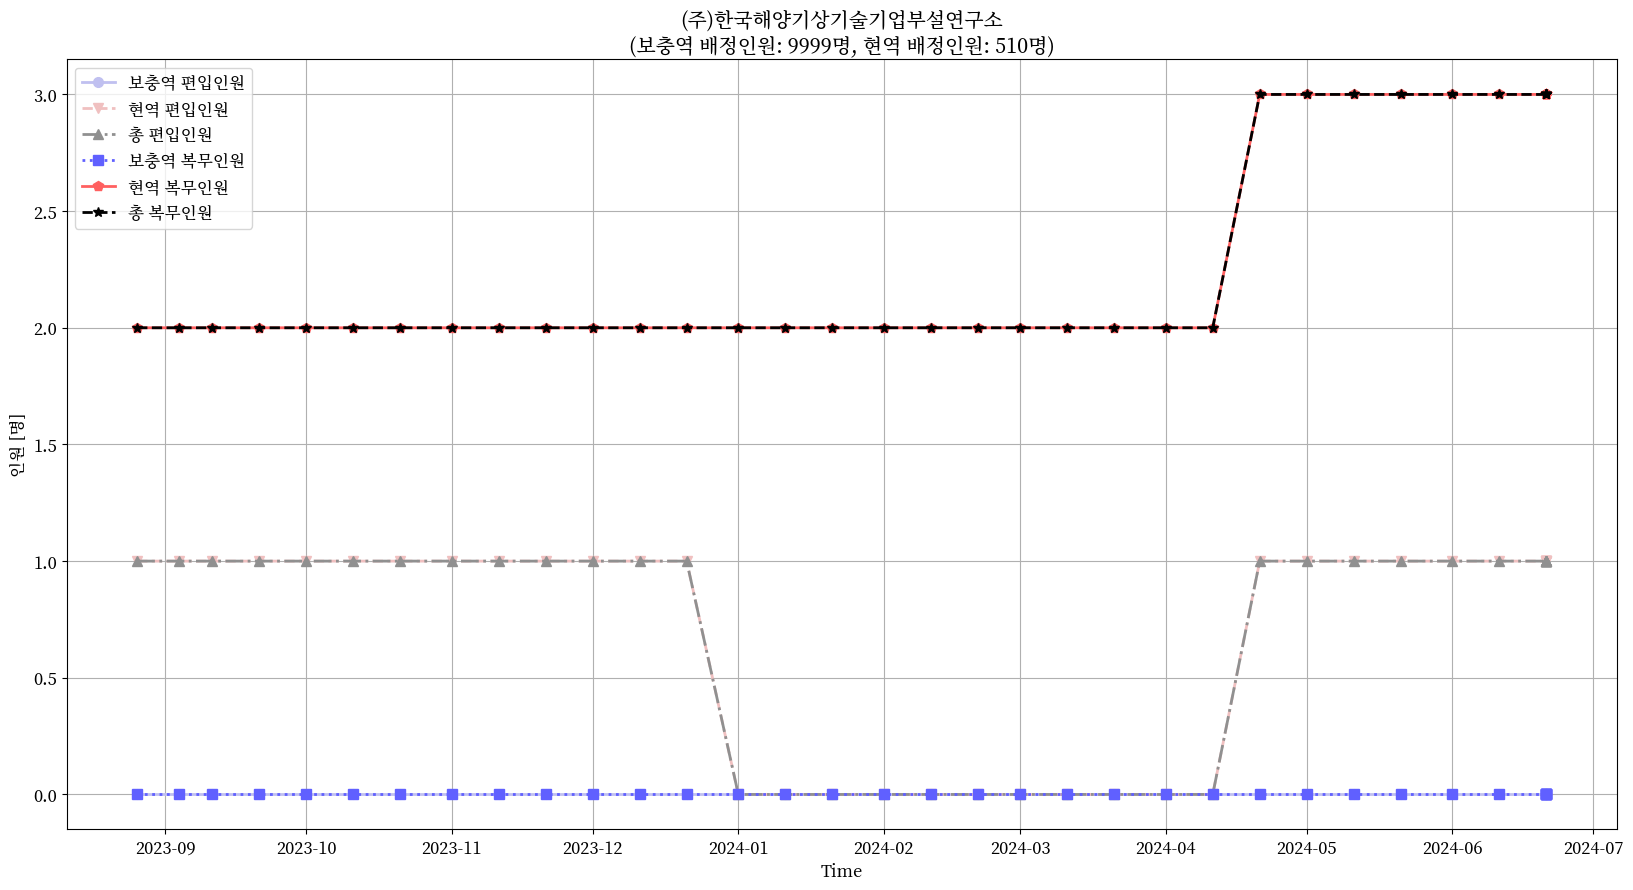 (주)한국해양기상기술기업부설연구소
(보충역 배정인원: 9999명, 현역 배정인원: 510명)
보충역 편입인원
현역 편입인원
총 편입인원
보충역 복무인원
현역 복무인원
총 복무인원
3.0
2.5
2.0
1.5
1.0
0.5
0.0
인원 [명]
2023-09 2023-10 2023-11 2023-12 2024-01 2024-02 2024-03 2024-04 2024-05 2024-06 2024-07
Time